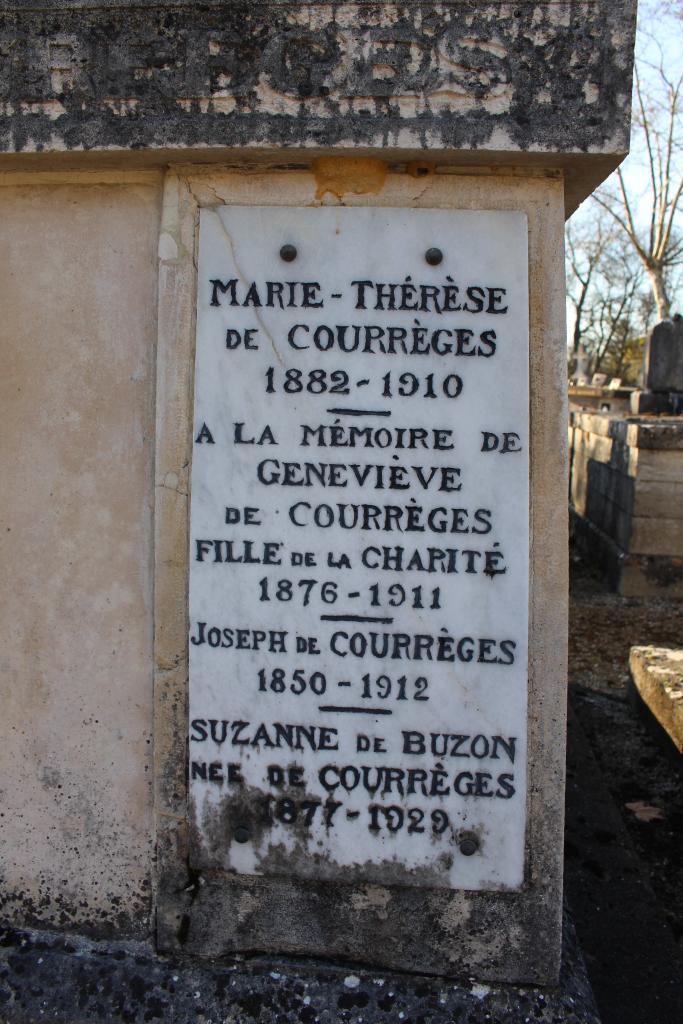 MARIE-THÉRÈSE
DE COURRÈGES
1882-1910
A LA MÉMOIRE DE
GENEVIÈVE
DE COURRÈGES
FILLE DE LA CHARITÉ
1876-1911
JOSEPH DE COURRÈGES
1850-1912
SUZANNE DE BUZON
NEE DE COURRÈGES
1877-1929